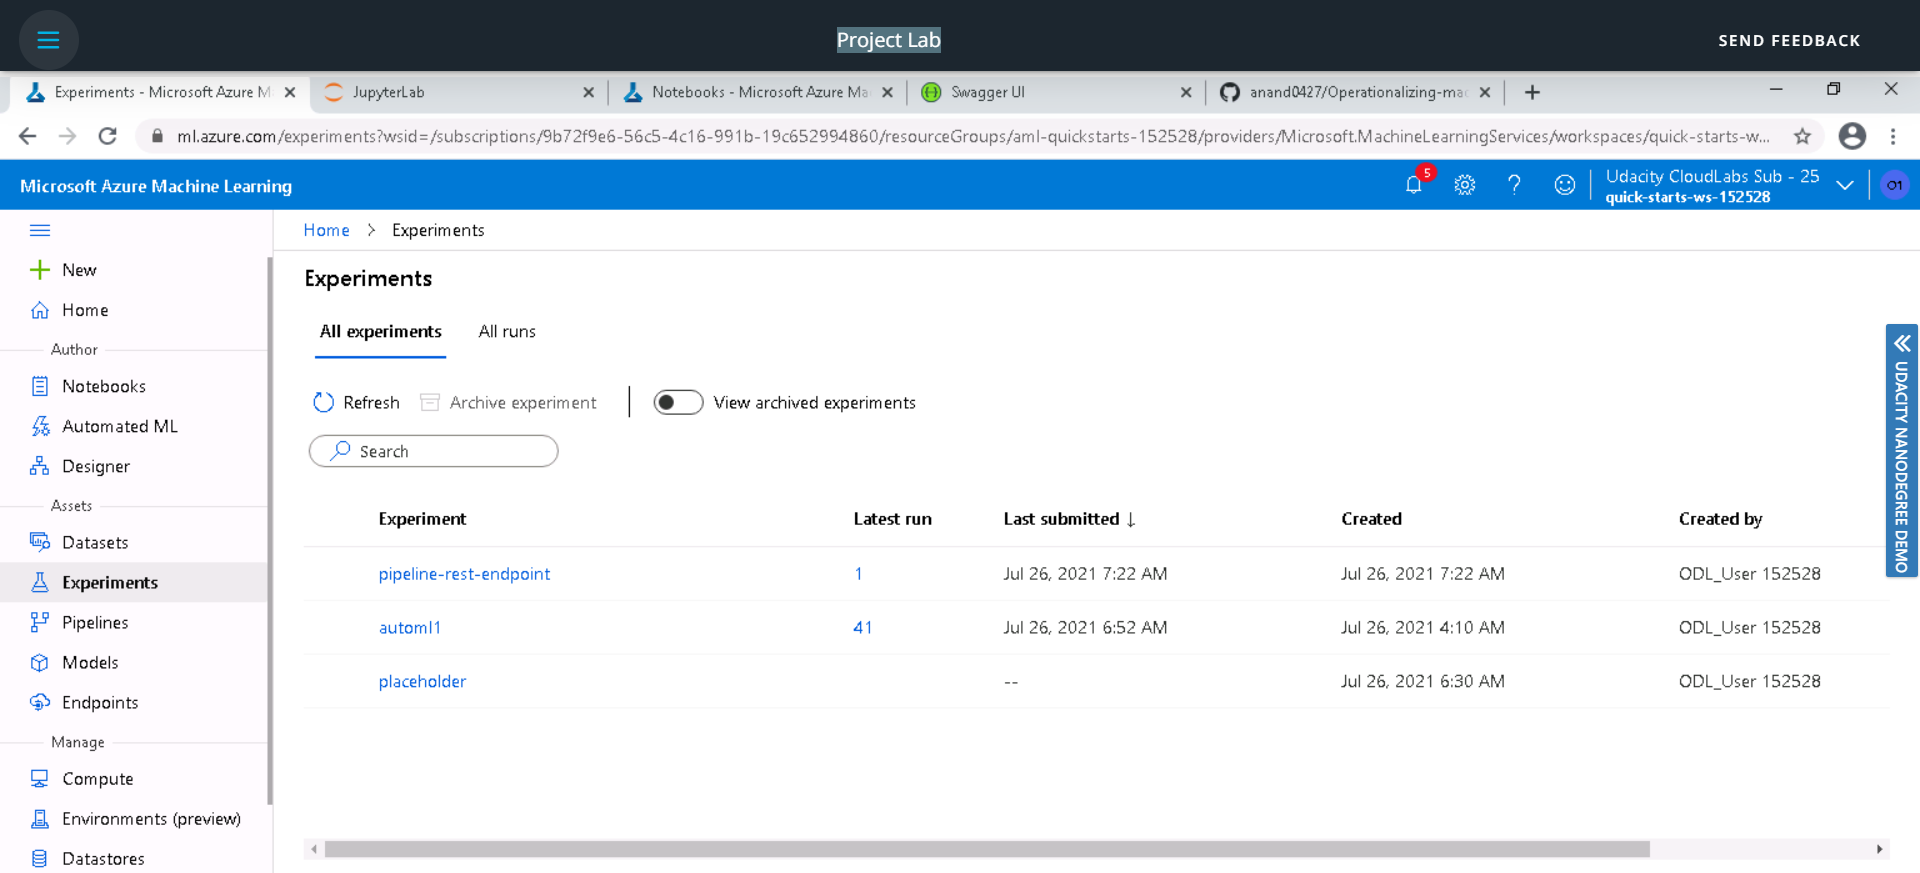 Project Lab
SEND FEEDBACK
Experiments - Microsoft Azure M
JupyterLab
Notebooks - Microsoft Azure Ma
Swagger UI
anand0427/Operationalizing-mac
ml.azure.com/experiments?wsid=/subscriptions/9b72f9e6-56c5-4c16-991b-19c652994860/resourceGroups/aml-quickstarts-152528/providers/Microsoft.MachineLearningServices/workspaces/quick-starts-w...
Microsoft Azure Machine Learning
5
Udacity CloudLabs Sub - 25
quick-starts-ws-152528
O1
New
Home
Author
Notebooks
Automated ML
Designer
Assets
Datasets
Experiments
Pipelines
Models
Endpoints
Manage
Compute
Environments (preview)
Datastores
Home > Experiments
Experiments
All experiments All runs
Refresh Archive experiment View archived experiments
Search
Experiment Latest run Last submitted ↓ Created Created by
pipeline-rest-endpoint 1 Jul 26, 2021 7:22 AM Jul 26, 2021 7:22 AM ODL_User 152528
automl1 41 Jul 26, 2021 6:52 AM Jul 26, 2021 4:10 AM ODL_User 152528
placeholder -- Jul 26, 2021 6:30 AM ODL_User 152528
UDACITY NANODEGREE DEMO